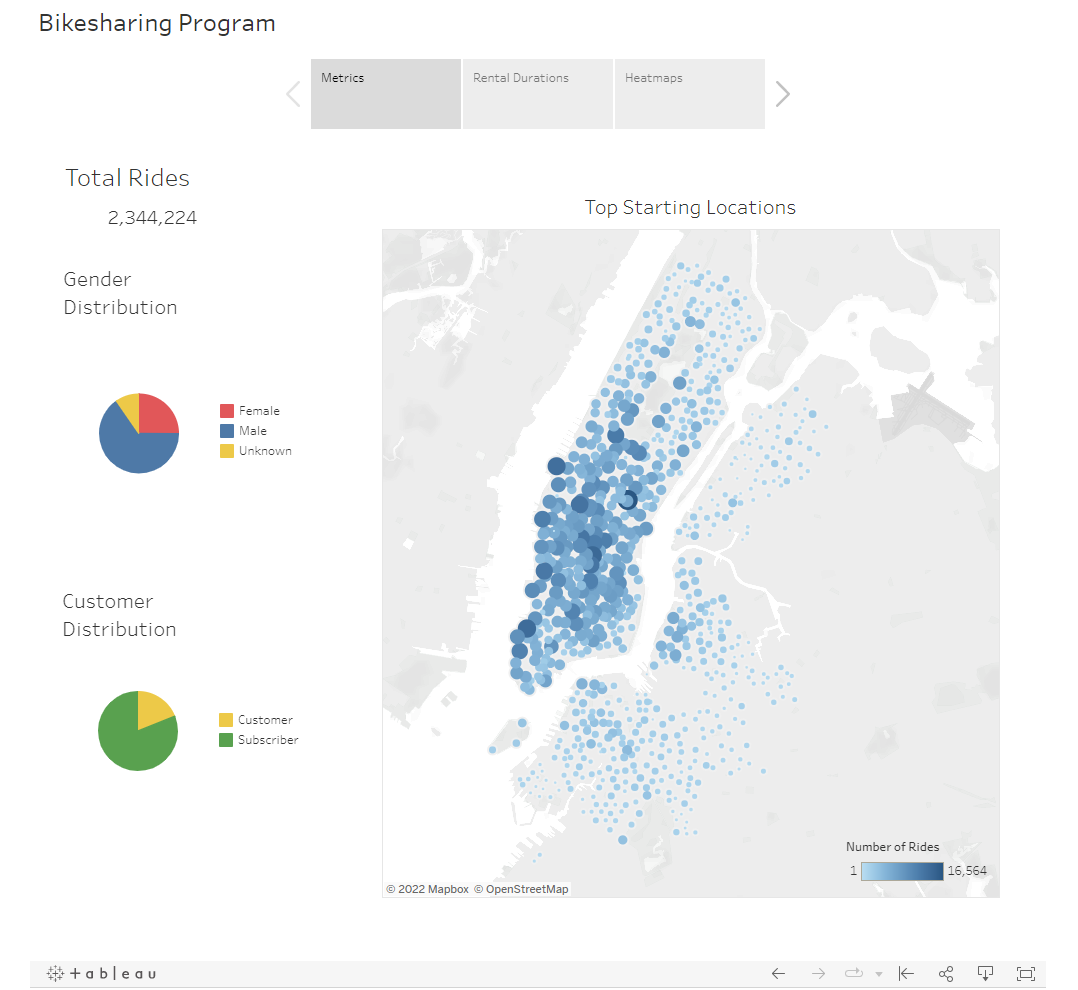 Bikesharing Program
Metrics
Rental Durations
Heatmaps
Total Rides
2,344,224
Gender
Distribution
Female
Male
Unknown
Customer
Distribution
Customer
Subscriber
Top Starting Locations
Number of Rides
1 16,564
© 2022 Mapbox © OpenStreetMap
+ableau